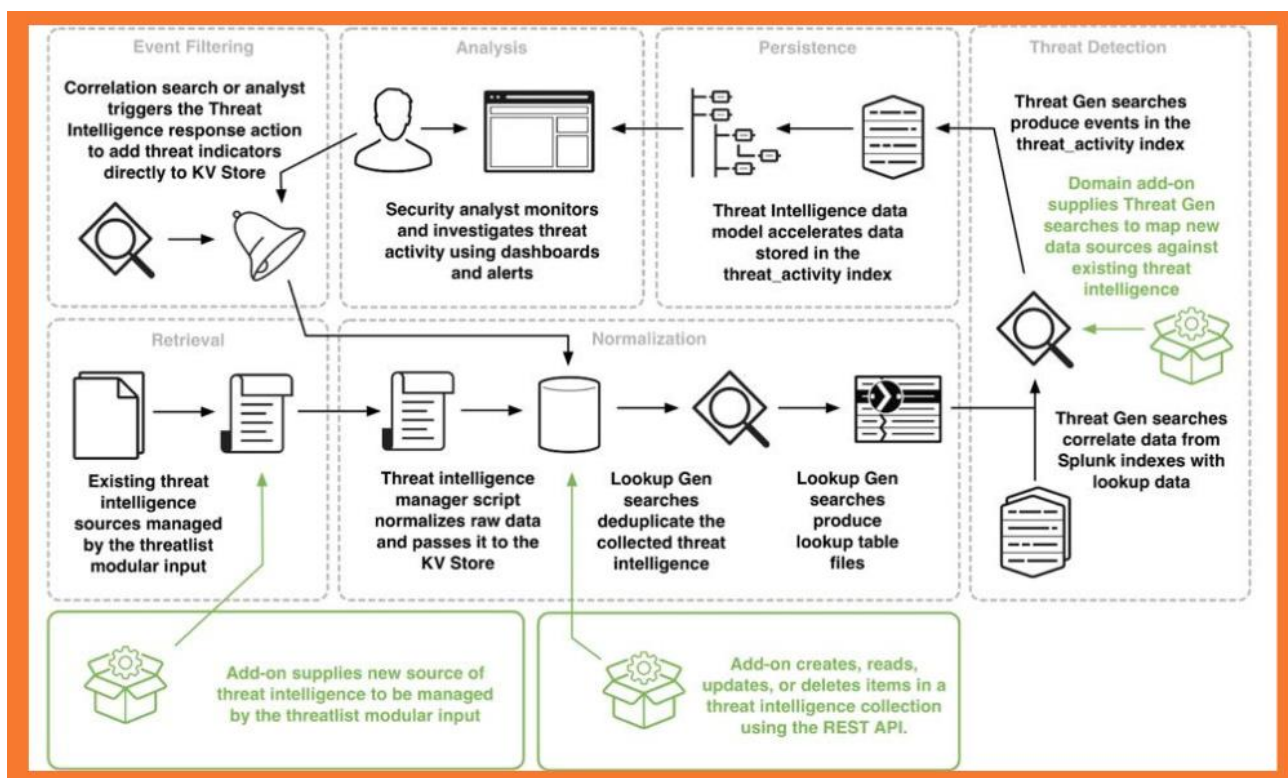 Event Filtering
Correlation search or analyst
triggers the Threat
Intelligence response action
to add threat indicators
directly to KV Store
Analysis
Security analyst monitors
and investigates threat
activity using dashboards
and alerts
Persistence
Threat Intelligence data
model accelerates data
stored in the
threat_activity index
Threat Detection
Threat Gen searches
produce events in the
threat_activity index
Domain add-on
supplies Threat Gen
searches to map new
data sources against
existing threat
intelligence
Threat Gen searches
correlate data from
Splunk indexes with
lookup data
Retrieval
Existing threat
intelligence
sources managed
by the threatlist
modular input
Normalization
Threat intelligence
manager script
normalizes raw data
and passes it to the
KV Store
Lookup Gen
searches
deduplicate the
collected threat
intelligence
Lookup Gen
searches
produce
lookup table
files
Add-on supplies new source of
threat intelligence to be managed
by the threatlist modular input
Add-on creates, reads,
updates, or deletes items in a
threat intelligence collection
using the REST API.